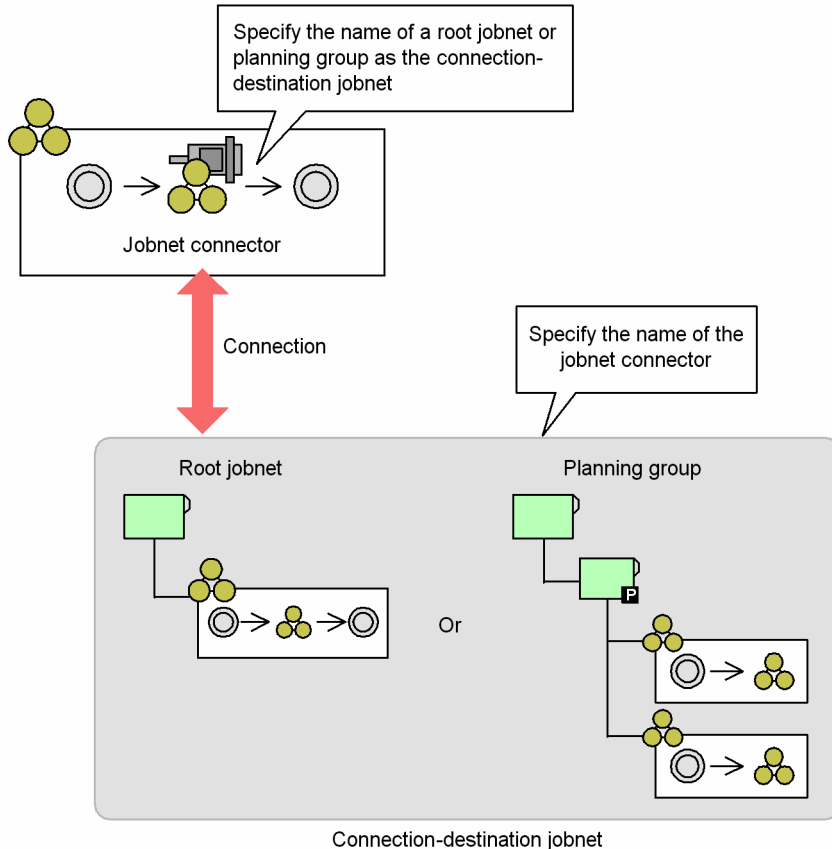 Specify the name of a root jobnet or
planning group as the connection-
destination jobnet
Jobnet connector
Connection
Specify the name of the
jobnet connector
Root jobnet
Planning group
P
Or
Connection-destination jobnet